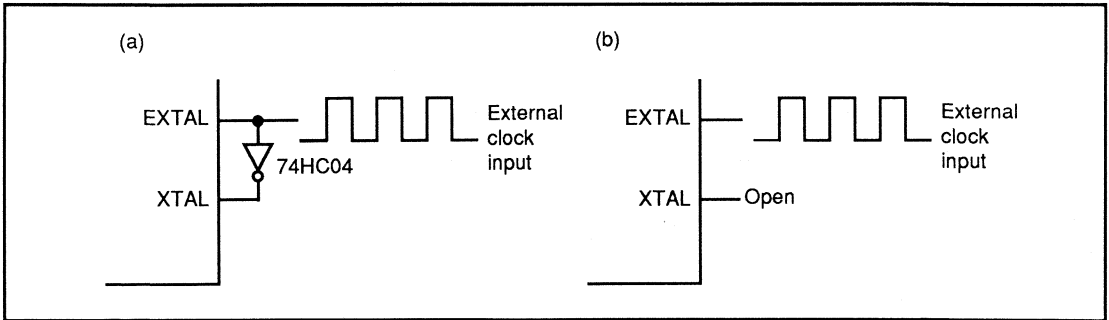 (a)
EXTAL
External
clock
input
74HC04
XTAL
(b)
EXTAL
External
clock
input
XTAL
Open